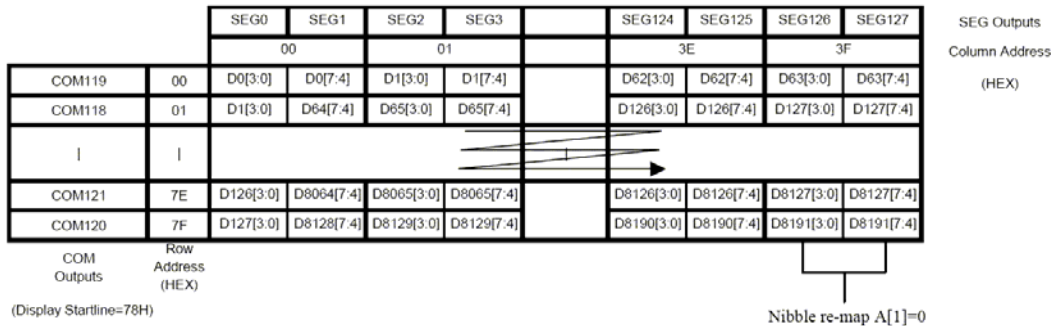 SEG0 SEG1 SEG2 SEG3 SEG124 SEG125 SEG126 SEG127 SEG Outputs
00 01 3E 3F Column Address
(HEX)
COM119 00 D0[3:0] D0[7:4] D1[3:0] D1[7:4] D62[3:0] D62[7:4] D63[3:0] D63[7:4]
COM118 01 D1[3:0] D64[7:4] D65[3:0] D65[7:4] D126[3:0] D126[7:4] D127[3:0] D127[7:4]
| | |
COM121 7E D126[3:0] D8064[7:4] D8065[3:0] D8065[7:4] D8126[3:0] D8126[7:4] D8127[3:0] D8127[7:4]
COM120 7F D127[3:0] D8128[7:4] D8129[3:0] D8129[7:4] D8190[3:0] D8190[7:4] D8191[3:0] D8191[7:4]
COM
Outputs
Row
Address
(HEX)
(Display Startline=78H)
Nibble re-map A[1]=0